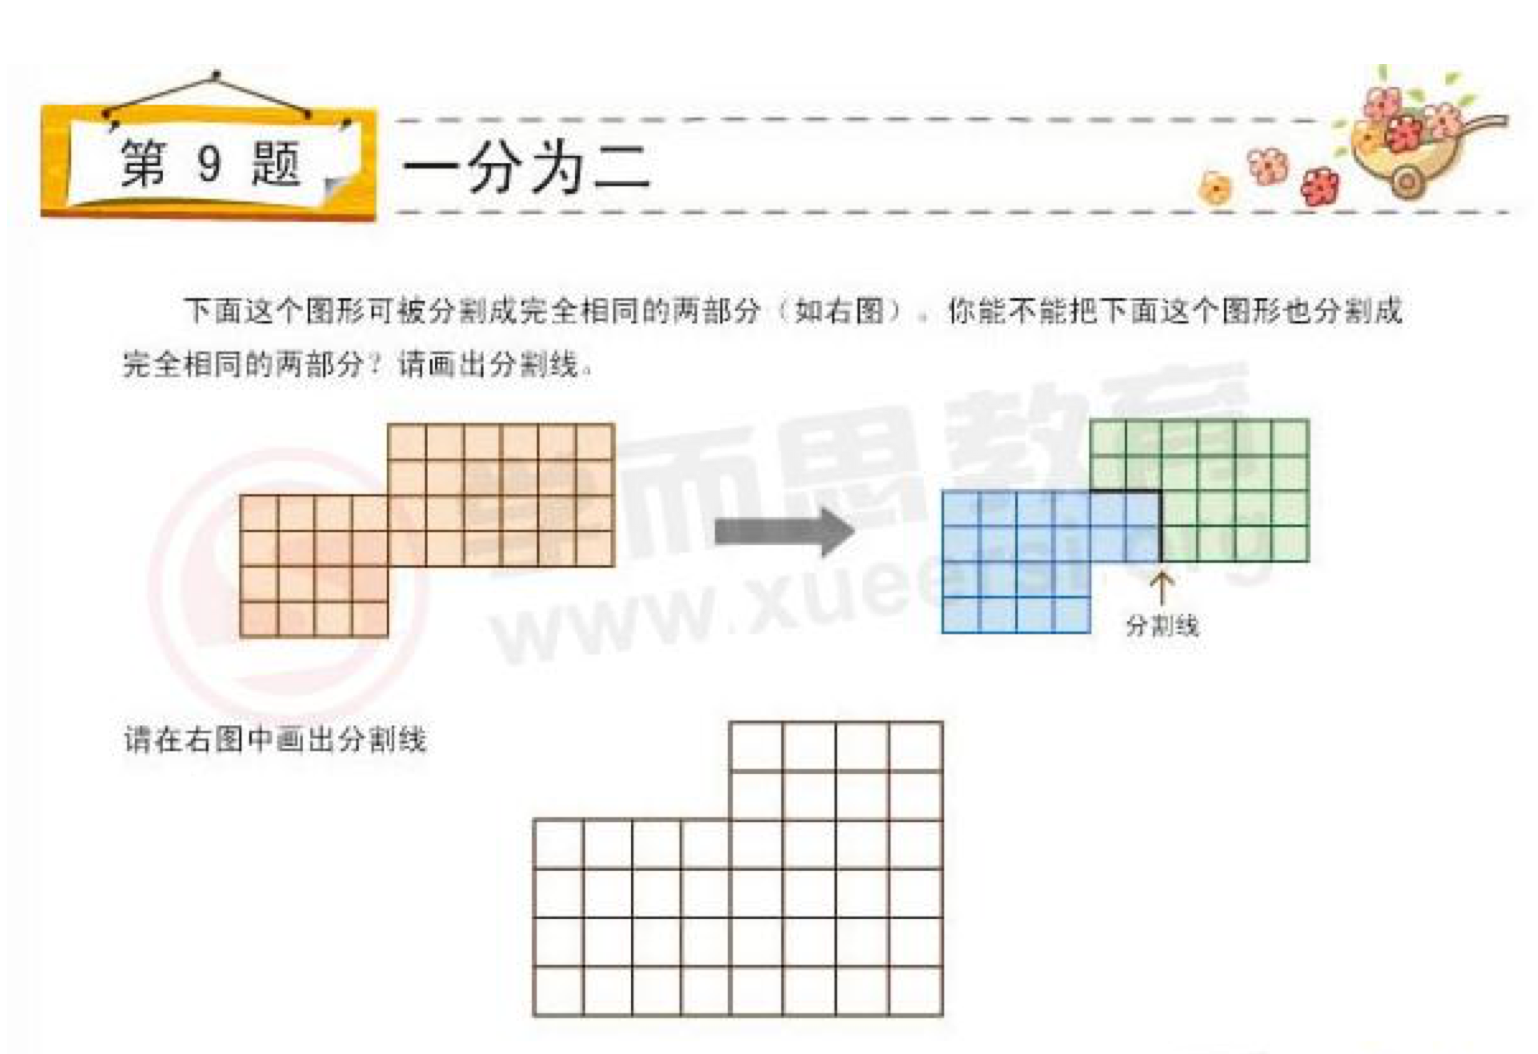 第 9 题
一分为二
下面这个图形可被分割成完全相同的两部分（如右图）。你能不能把下面这个图形也分割成
完全相同的两部分？请画出分割线。
学而思教育
www.xueersi.org
分割线
请在右图中画出分割线